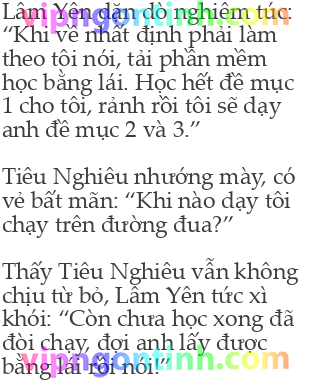 Lâm Yên dặn dò nghiêm túc:
“Khi về nhất định phải làm
theo tôi nói, tải phần mềm
học bằng lái. Học hết đề mục
1 cho tôi, rảnh rồi tôi sẽ dạy
anh đề mục 2 và 3.”
Tiêu Nghiêu nhướng mày, có
vẻ bất mãn: “Khi nào dạy tôi
chạy trên đường đua?”
Thấy Tiêu Nghiêu vẫn không
chịu từ bỏ, Lâm Yên tức xì
khói: “Còn chưa học xong đã
đòi chạy, đợi anh lấy được
bằng lái rồi nói!”
vipngontinh.com
vipngontinh.com